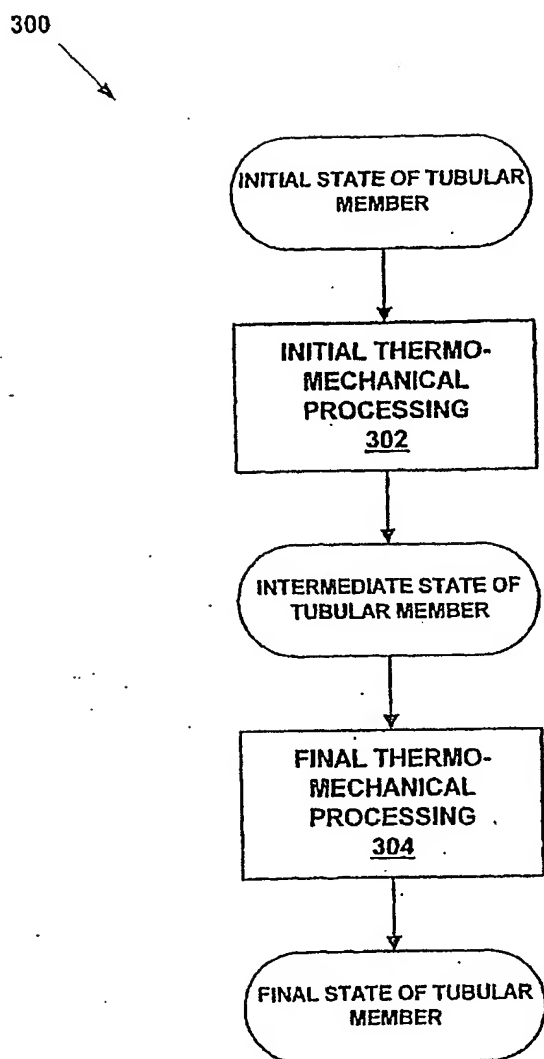 300
INITIAL STATE OF TUBULAR
MEMBER
INITIAL THERMO-
MECHANICAL
PROCESSING
302
INTERMEDIATE STATE OF
TUBULAR MEMBER
FINAL THERMO-
MECHANICAL
PROCESSING
304
FINAL STATE OF TUBULAR
MEMBER